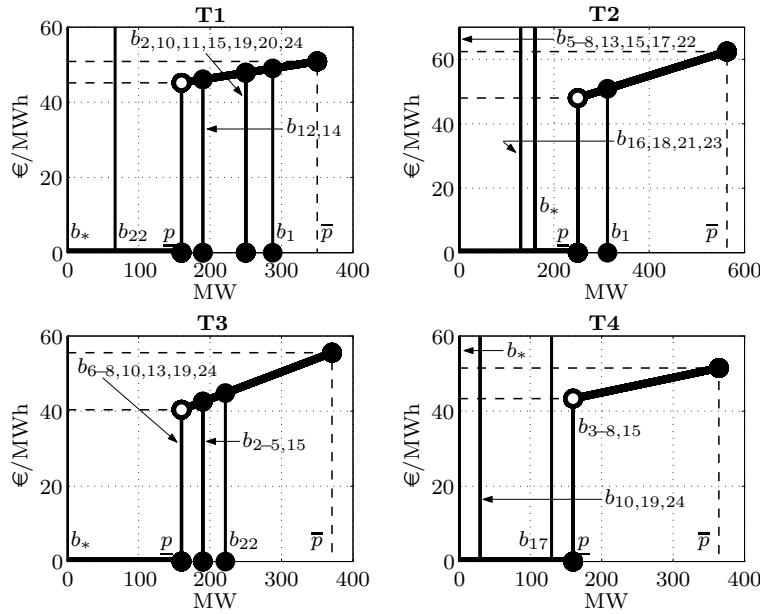 T1
60
40
20
0
€/MWh
b2,10,11,15,19,20,24
b12,14
b* b22 p b1 p̅
0 100 200 300 400
MW
T2
60
40
20
0
€/MWh
b5–8,13,15,17,22
b16,18,21,23
b*
p b1 p̅
0 200 400 600
MW
T3
60
40
20
0
€/MWh
b6–8,10,13,19,24
b2–5,15
b* p b22 p̅
0 100 200 300 400
MW
T4
60
40
20
0
€/MWh
b*
b3–8,15
b10,19,24
b17 p p̅
0 100 200 300 400
MW